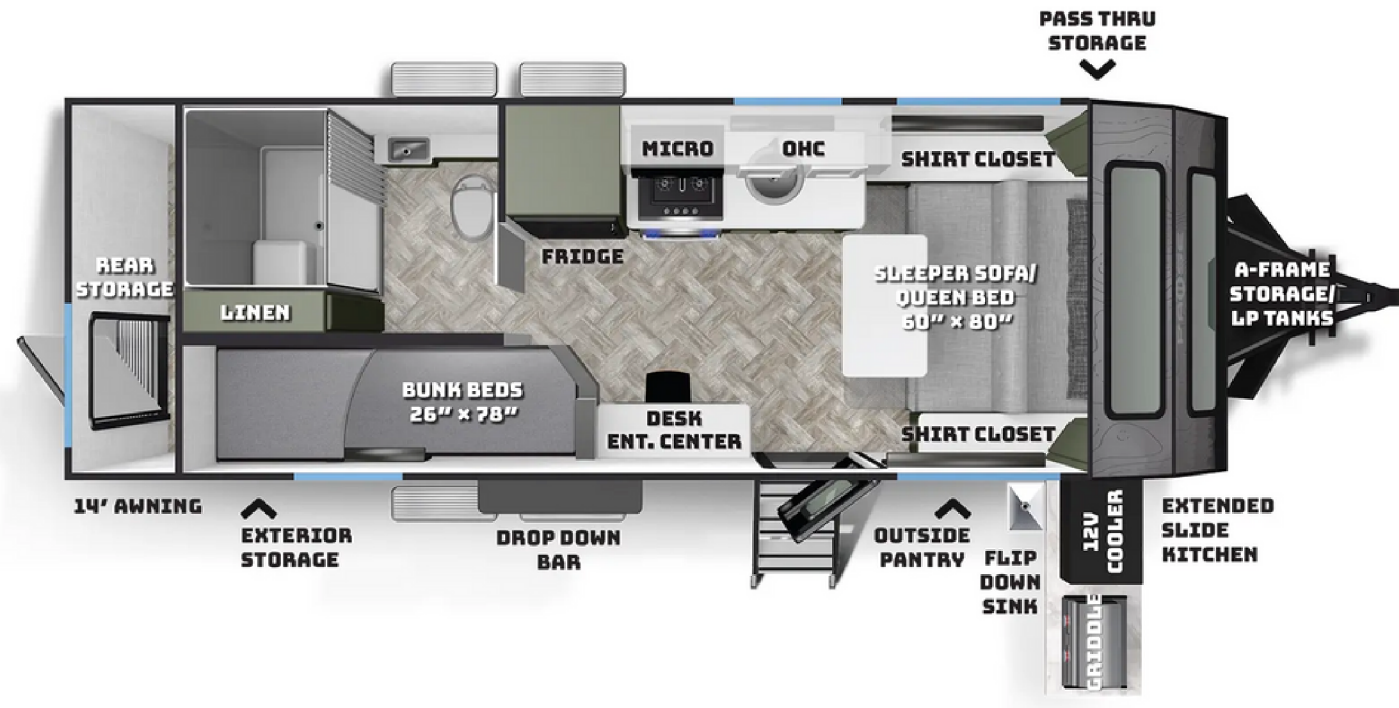 PASS THRU
STORAGE
MICRO
OHC
SHIRT CLOSET
FRIDGE
REAR
STORAGE
LINEN
SLEEPER SOFA/
QUEEN BED
60" × 80"
A-FRAME
STORAGE/
LP TANKS
BUNK BEDS
26" × 78"
DESK
ENT. CENTER
SHIRT CLOSET
14' AWNING
EXTERIOR
STORAGE
DROP DOWN
BAR
OUTSIDE
PANTRY
FLIP
DOWN
SINK
12V
COOLER
EXTENDED
SLIDE
KITCHEN
GRIDDLE